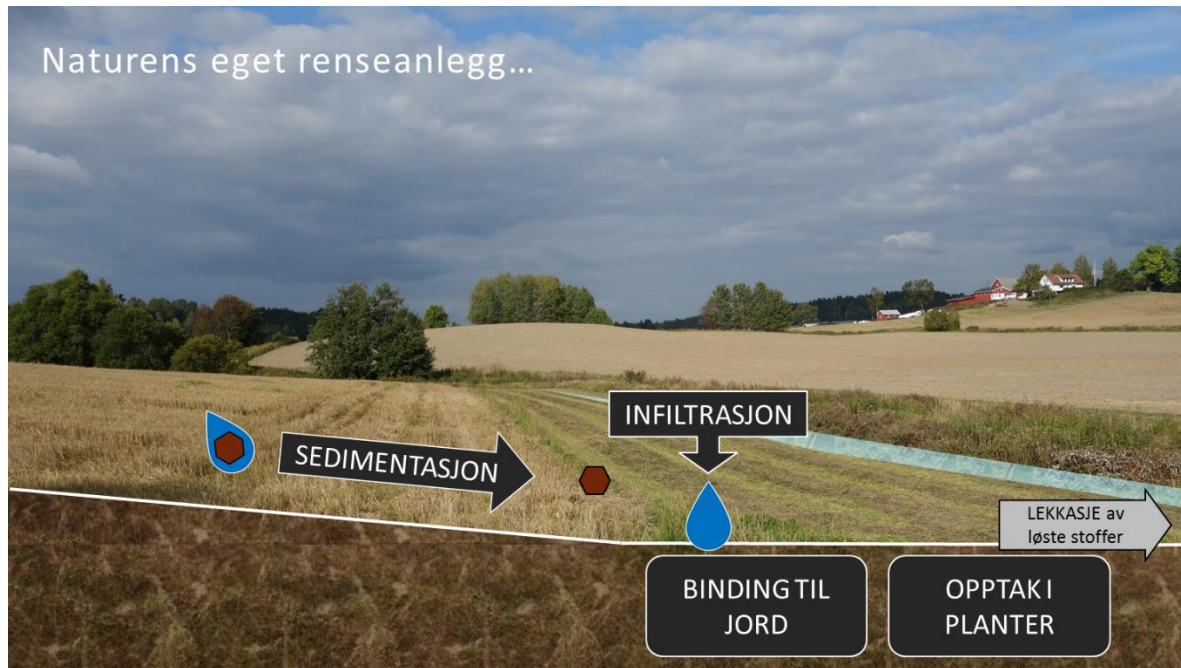 Naturens eget renseanlegg…
SEDIMENTASJON
INFILTRASJON
LEKKASJE av
løste stoffer
BINDING TIL
JORD
OPPTAK I
PLANTER